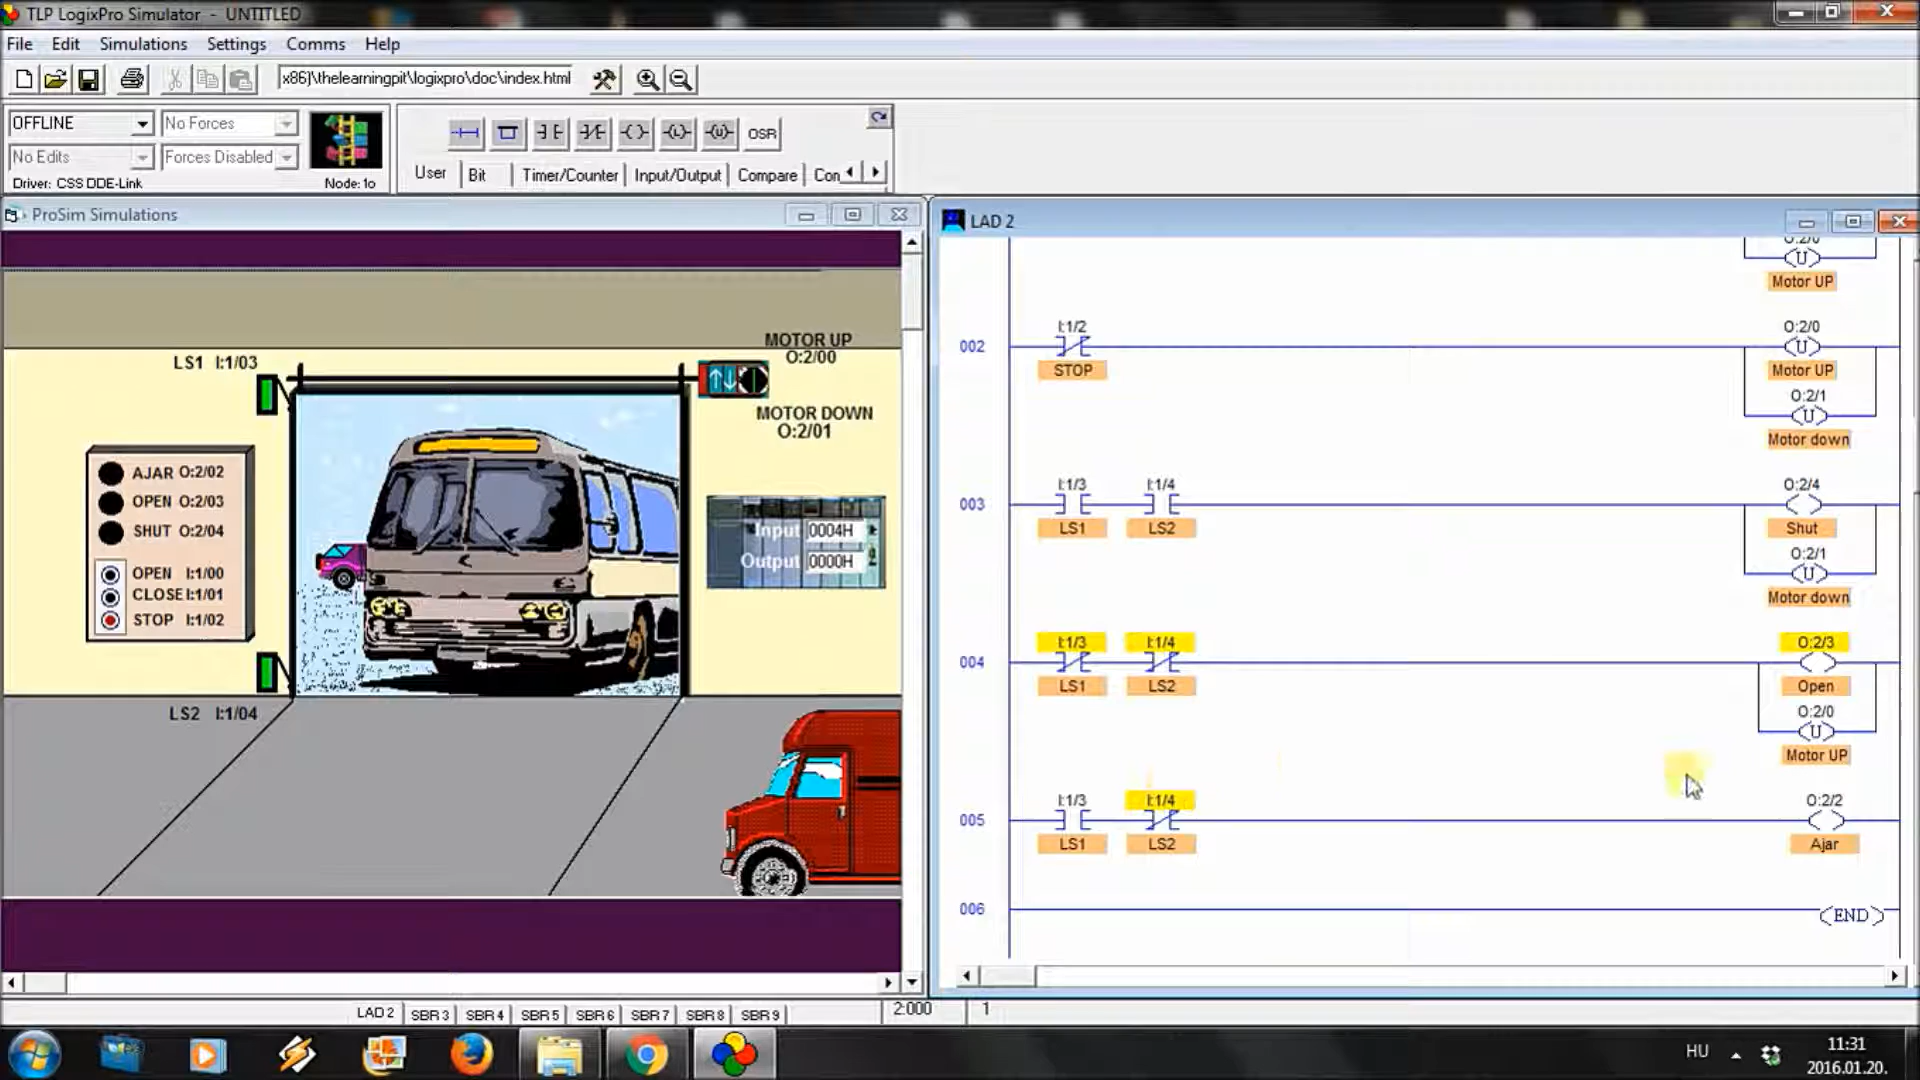 TLP LogixPro Simulator - UNTITLED
File Edit Simulations Settings Comms Help
x86)\thelearningpit\logixpro\doc\index.html
OFFLINE No Forces
No Edits Forces Disabled
Driver: CSS DDE-Link Node: 1o
OSR
User Bit Timer/Counter Input/Output Compare Con
ProSim Simulations
LS1 I:1/03
MOTOR UP
O:2/00
MOTOR DOWN
O:2/01
AJAR O:2/02
OPEN O:2/03
SHUT O:2/04
OPEN I:1/00
CLOSE I:1/01
STOP I:1/02
Input 0004H
Output 0000H
LS2 I:1/04
LAD 2
O:2/0
U
Motor UP
002
I:1/2
STOP
O:2/0
U
Motor UP
O:2/1
U
Motor down
003
I:1/3 I:1/4
LS1 LS2
O:2/4
Shut
O:2/1
U
Motor down
004
I:1/3 I:1/4
LS1 LS2
O:2/3
Open
O:2/0
U
Motor UP
005
I:1/3 I:1/4
LS1 LS2
O:2/2
Ajar
006
END
LAD 2 SBR 3 SBR 4 SBR 5 SBR 6 SBR 7 SBR 8 SBR 9
2:000 1
HU
11:31
2016.01.20.